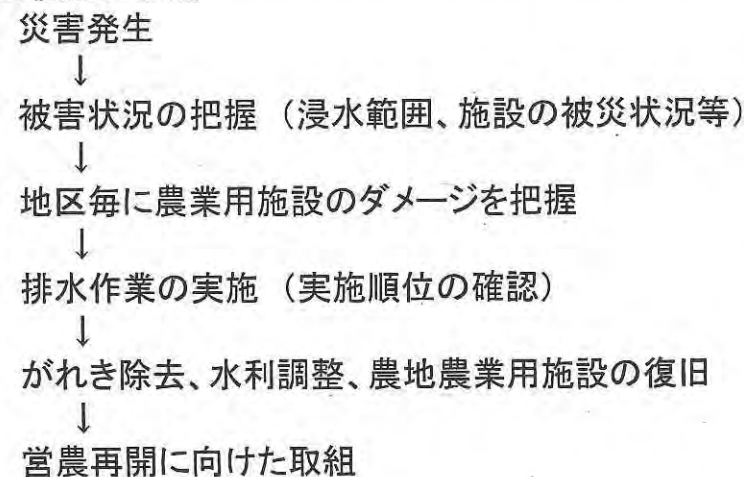 災害発生
↓
被害状況の把握 （浸水範囲、施設の被災状況等）
↓
地区毎に農業用施設のダメージを把握
↓
排水作業の実施 （実施順位の確認）
↓
がれき除去、水利調整、農地農業用施設の復旧
↓
営農再開に向けた取組